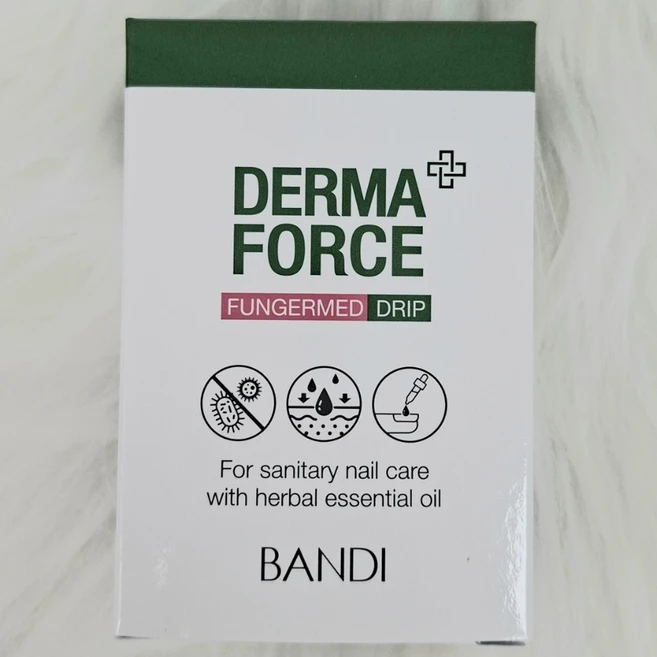 DERMA
FORCE
FUNGERMED DRIP
For sanitary nail care
with herbal essential oil
BANDI